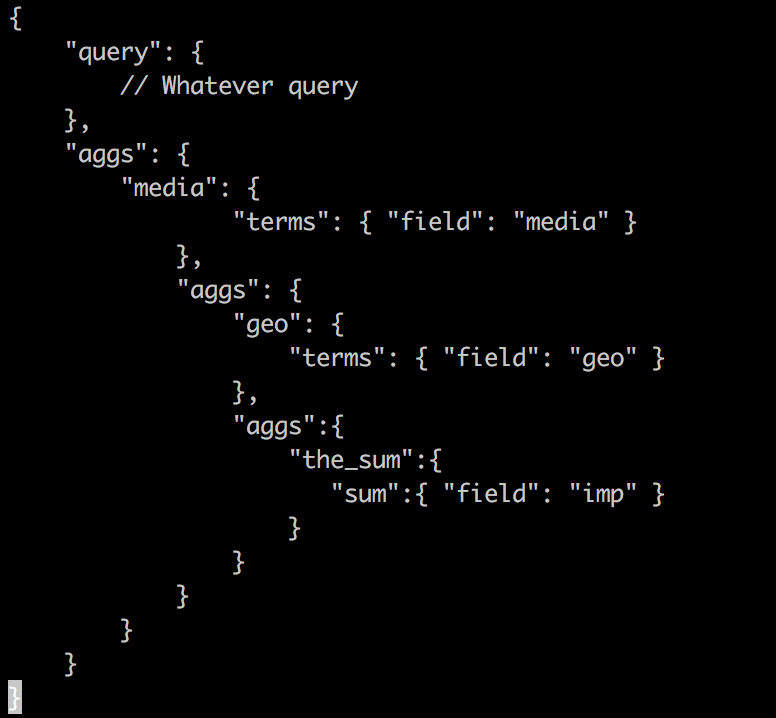 {
    "query": {
        // Whatever query
    },
    "aggs": {
        "media": {
                "terms": { "field": "media" }
            },
            "aggs": {
                "geo": {
                    "terms": { "field": "geo" }
                },
                "aggs":{
                    "the_sum":{
                       "sum":{ "field": "imp" }
                    }
                }
            }
        }
    }
}